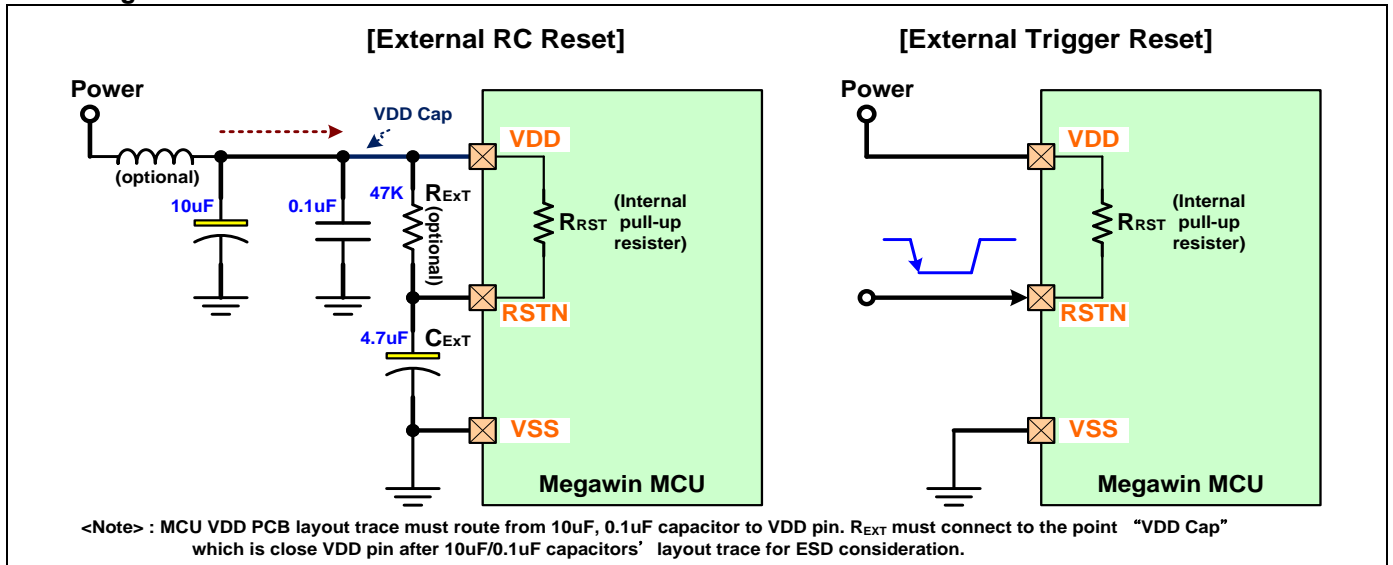 [External RC Reset]
Power
VDD Cap
(optional)
10uF
0.1uF
47K
REXT
(optional)
4.7uF
CEXT
VDD
RRST
(Internal
pull-up
resister)
RSTN
VSS
Megawin MCU
[External Trigger Reset]
Power
VDD
RRST
(Internal
pull-up
resister)
RSTN
VSS
Megawin MCU
<Note> : MCU VDD PCB layout trace must route from 10uF, 0.1uF capacitor to VDD pin. REXT must connect to the point “VDD Cap”
which is close VDD pin after 10uF/0.1uF capacitors’ layout trace for ESD consideration.